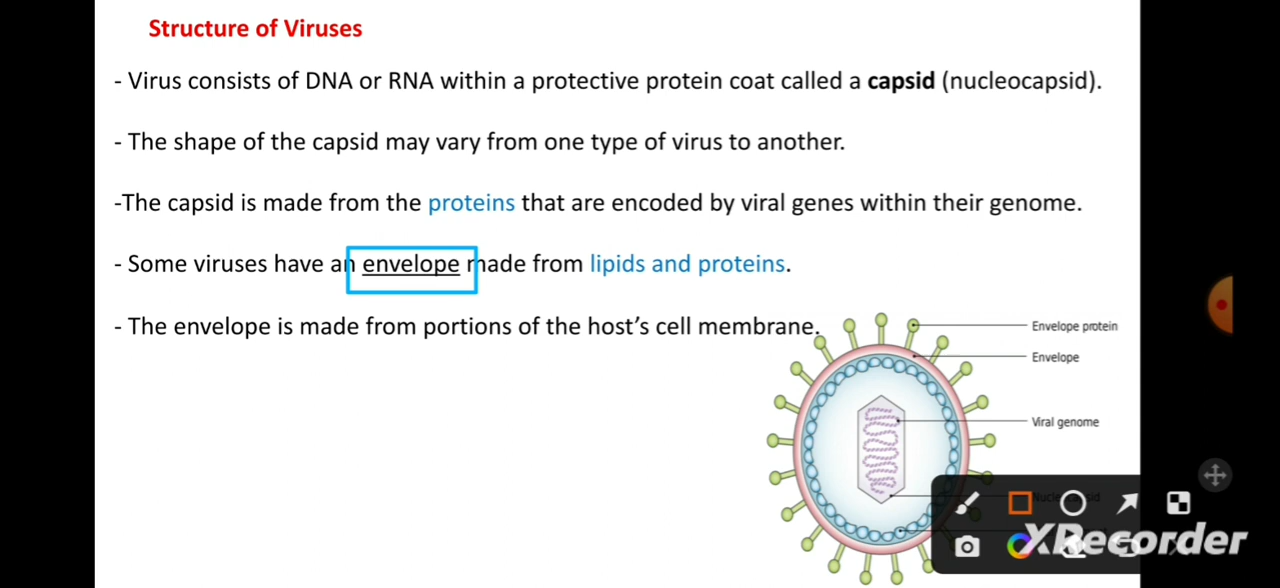 Structure of Viruses
- Virus consists of DNA or RNA within a protective protein coat called a capsid (nucleocapsid).
- The shape of the capsid may vary from one type of virus to another.
-The capsid is made from the proteins that are encoded by viral genes within their genome.
- Some viruses have an envelope made from lipids and proteins.
- The envelope is made from portions of the host's cell membrane.
Envelope protein
Envelope
Viral genome
XRecorder